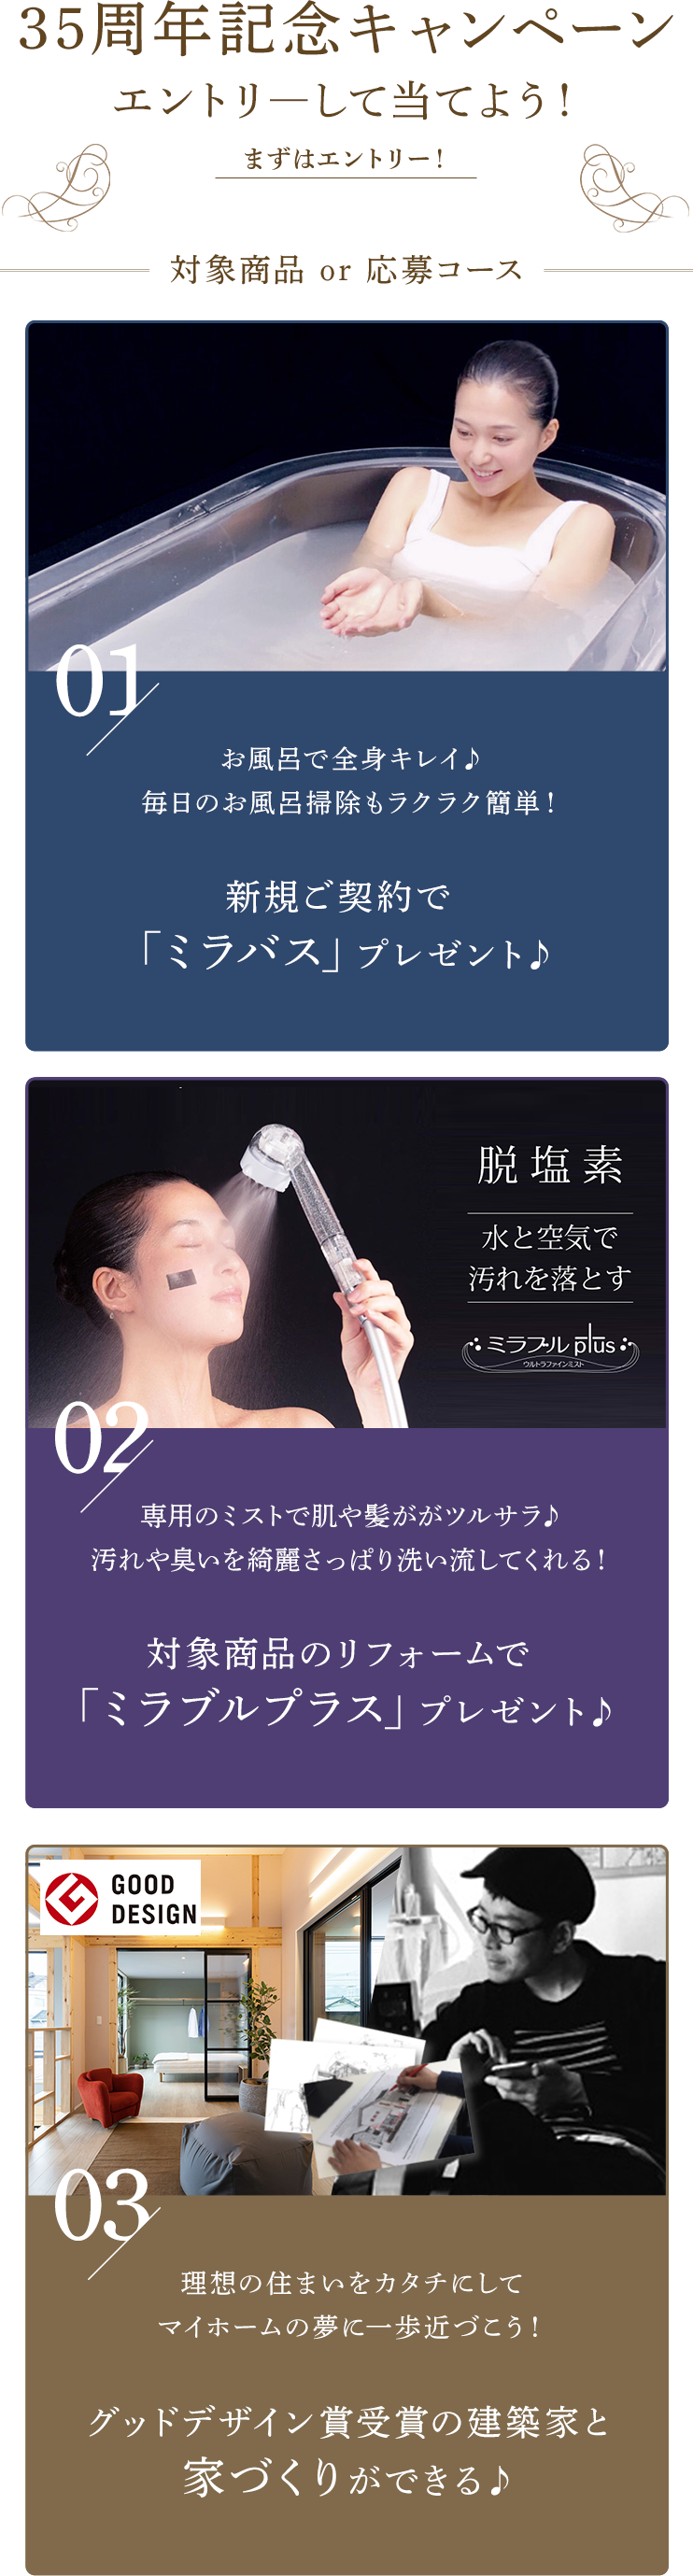 35周年記念キャンペーン
エントリ―して当てよう!
まずはエントリー!
対象商品 or 応募コース
01
お風呂で全身キレイ♪
毎日のお風呂掃除もラクラク簡単!
新規ご契約で
「ミラバス」プレゼント♪
脱塩素
水と空気で
汚れを落とす
ミラブル plus
ウルトラファインミスト
02
専用のミストで肌や髪ががツルサラ♪
汚れや臭いを綺麗さっぱり洗い流してくれる!
対象商品のリフォームで
「ミラブルプラス」プレゼント♪
GOOD
DESIGN
03
理想の住まいをカタチにして
マイホームの夢に一歩近づこう!
グッドデザイン賞受賞の建築家と
家づくりができる♪